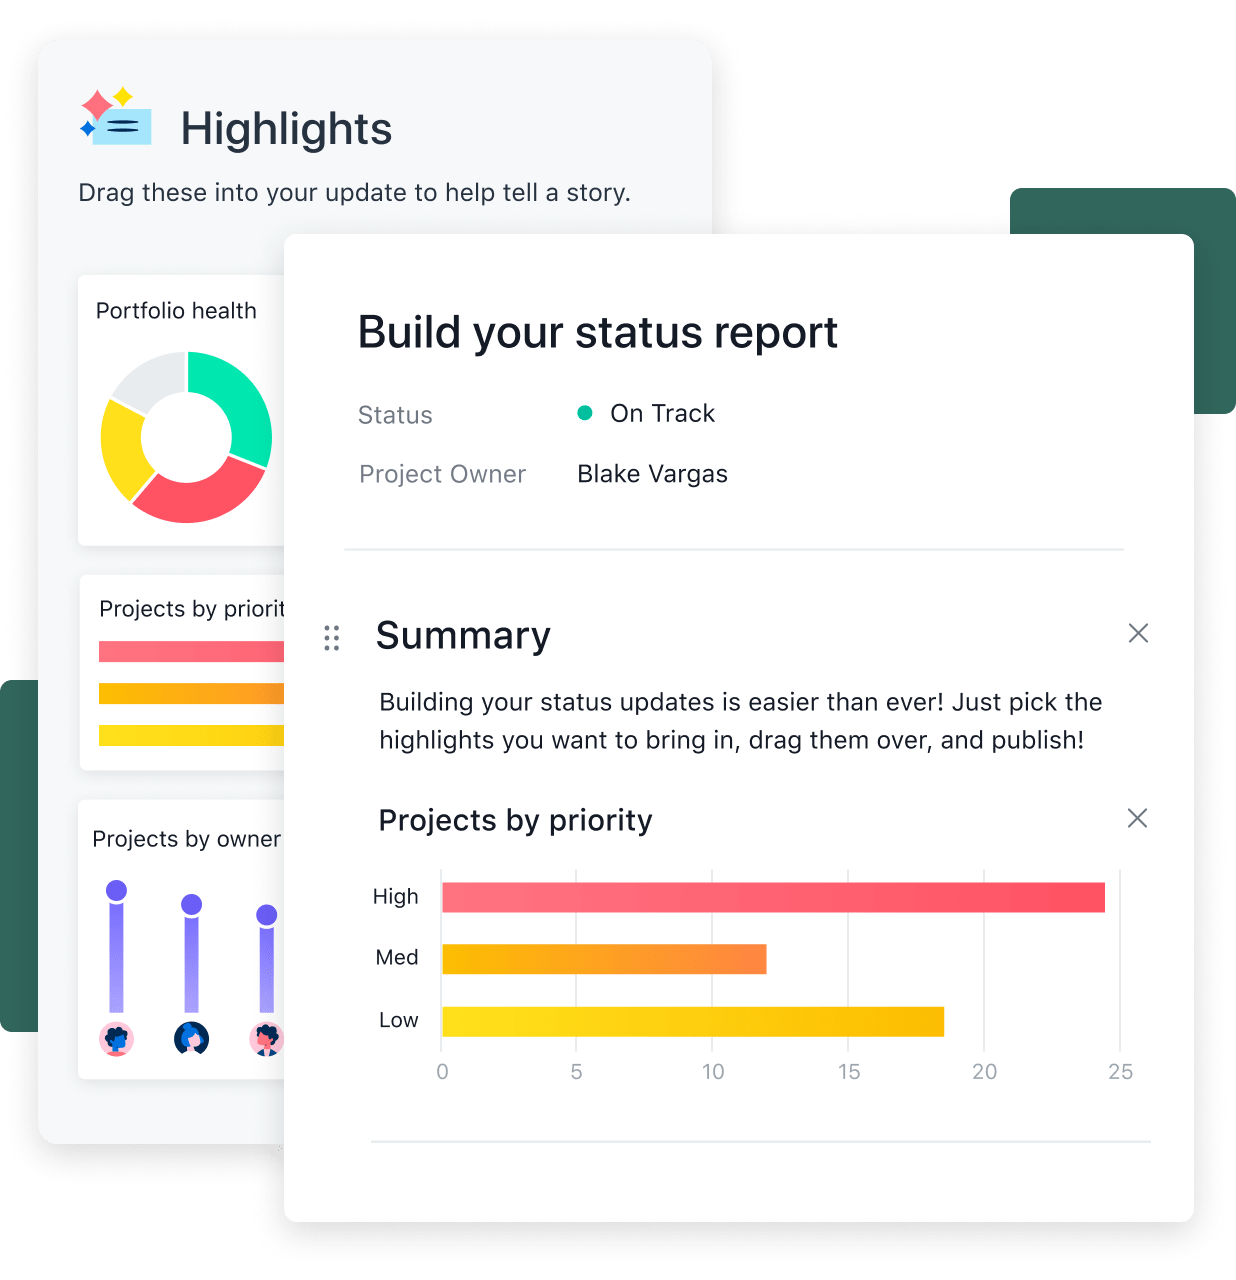 Highlights
Drag these into your update to help tell a story.
Portfolio health
Projects by priorit
Projects by owner
Build your status report
Status
On Track
Project Owner
Blake Vargas
Summary
Building your status updates is easier than ever! Just pick the
highlights you want to bring in, drag them over, and publish!
Projects by priority
High
Med
Low
0 5 10 15 20 25